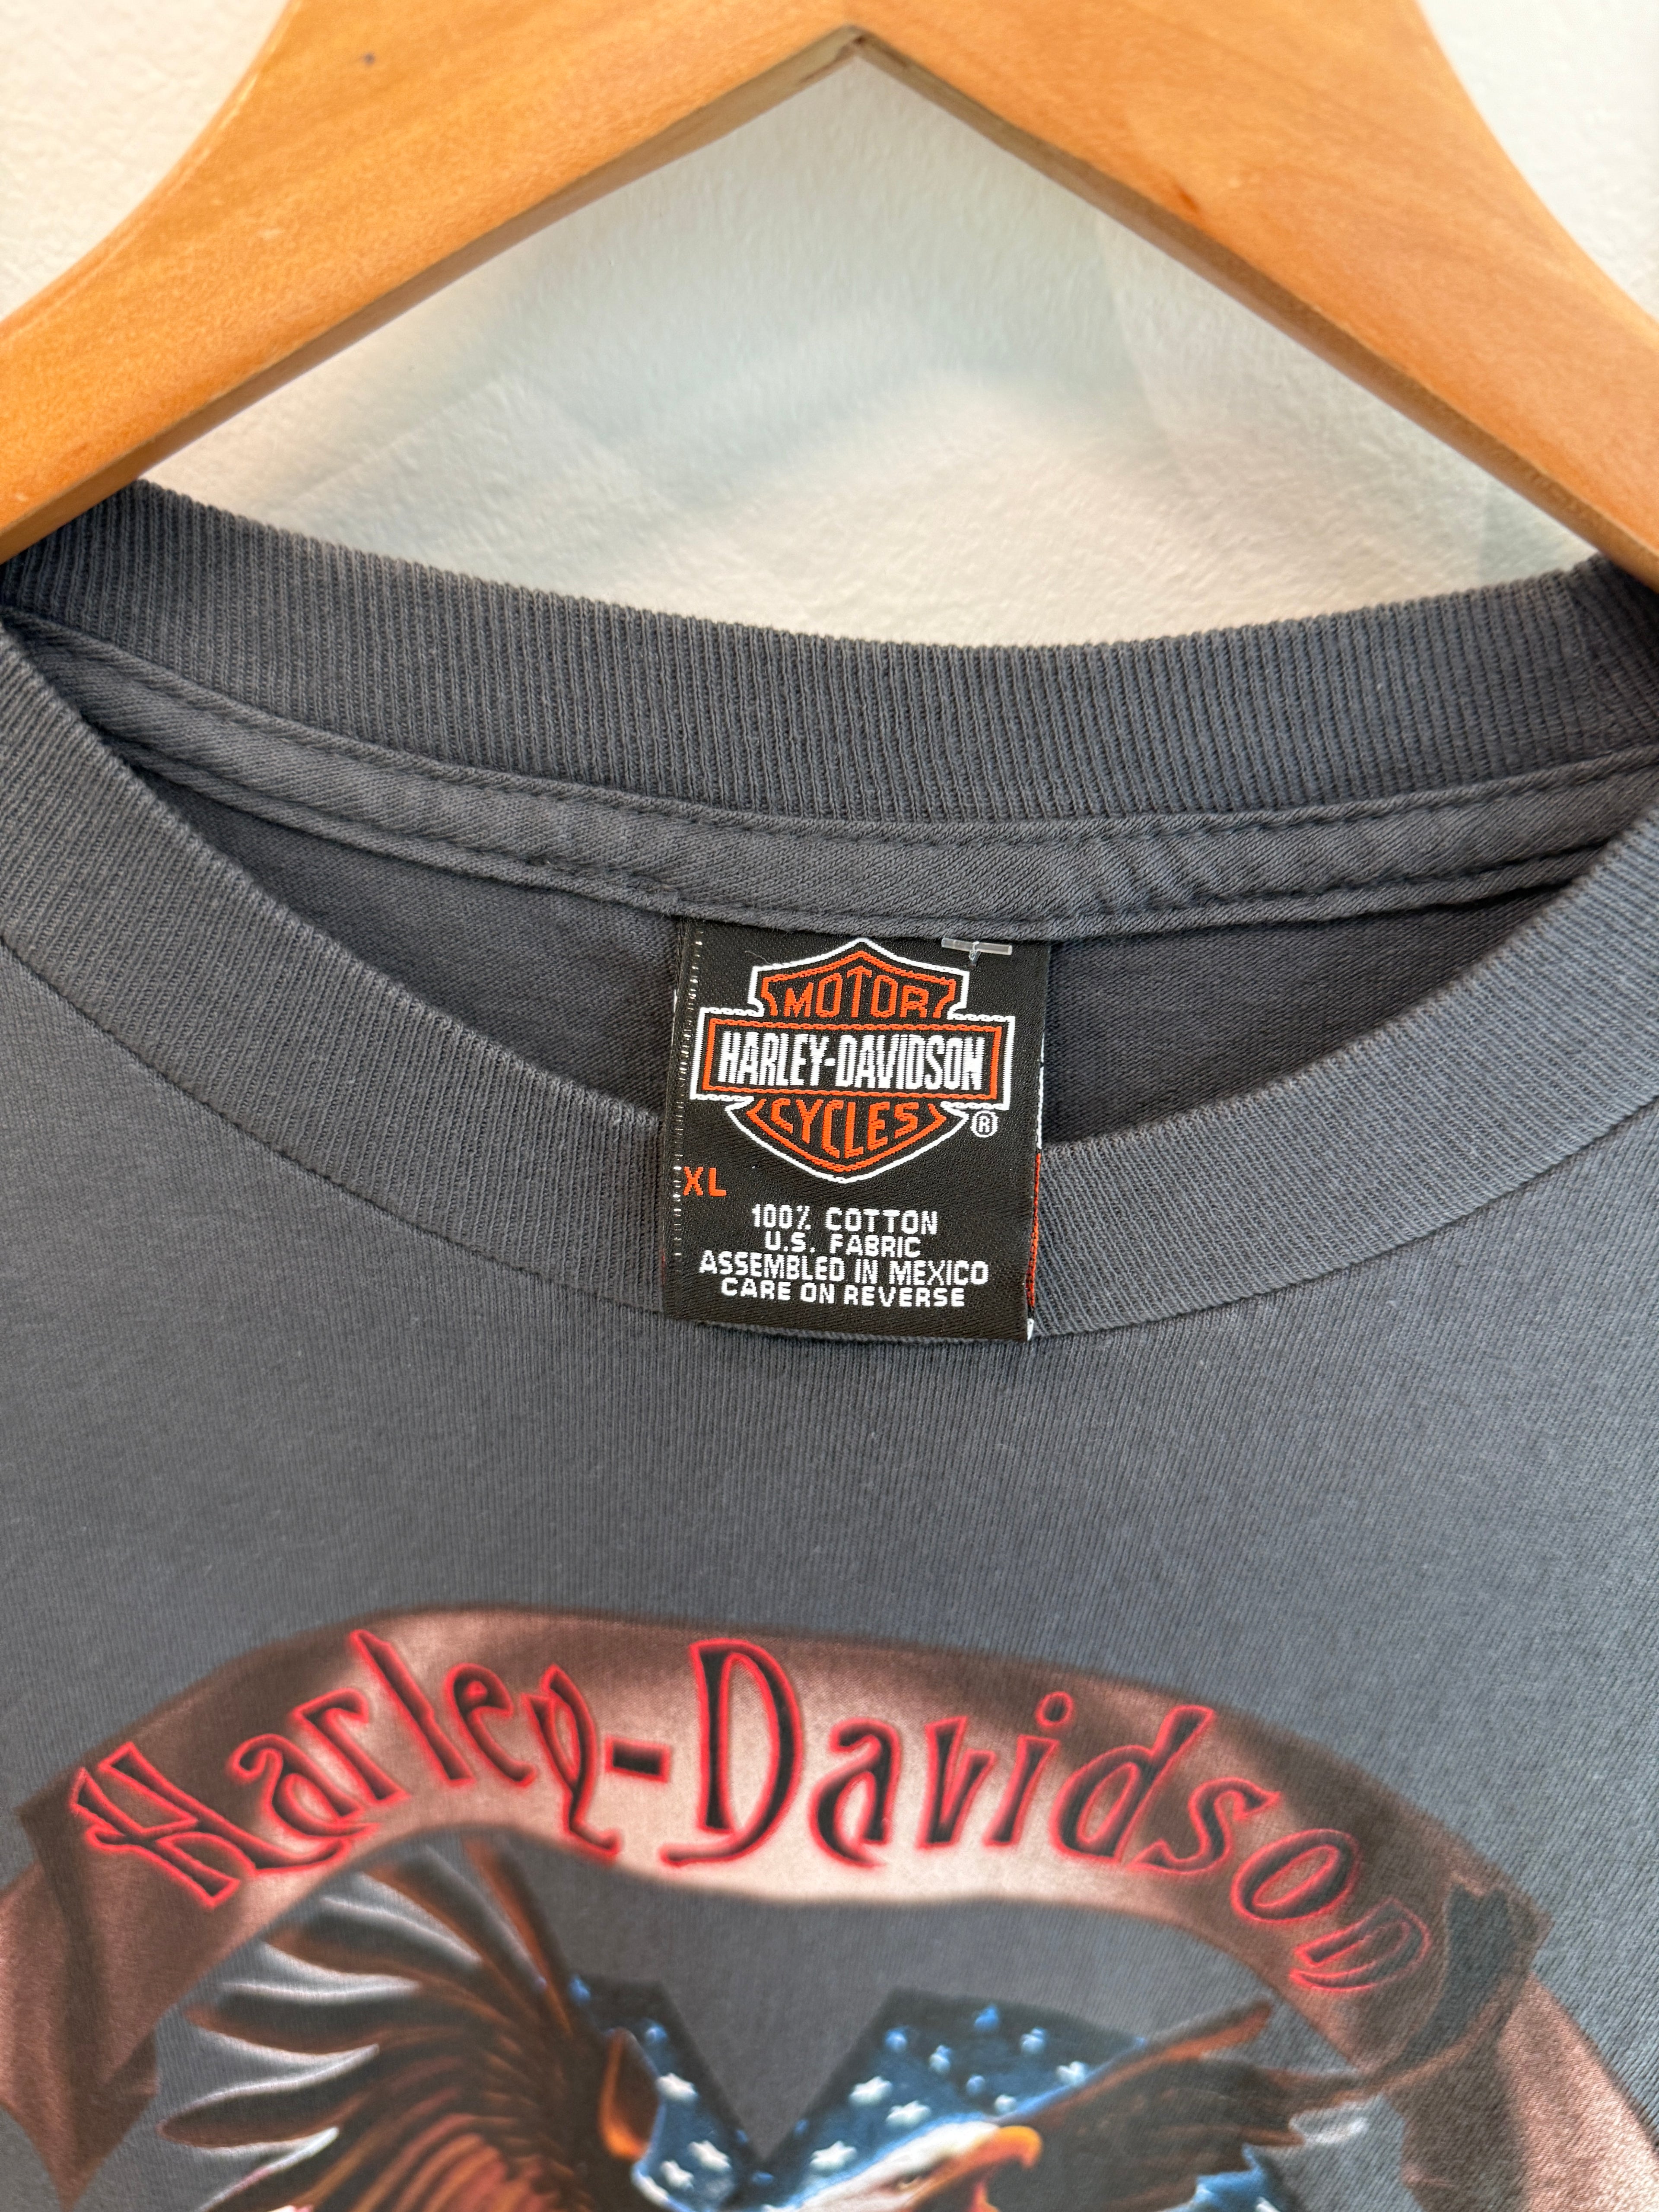 MOTOR
HARLEY-DAVIDSON
CYCLES ®
XL
100% COTTON
U.S. FABRIC
ASSEMBLED IN MEXICO
CARE ON REVERSE
Harley-Davidson